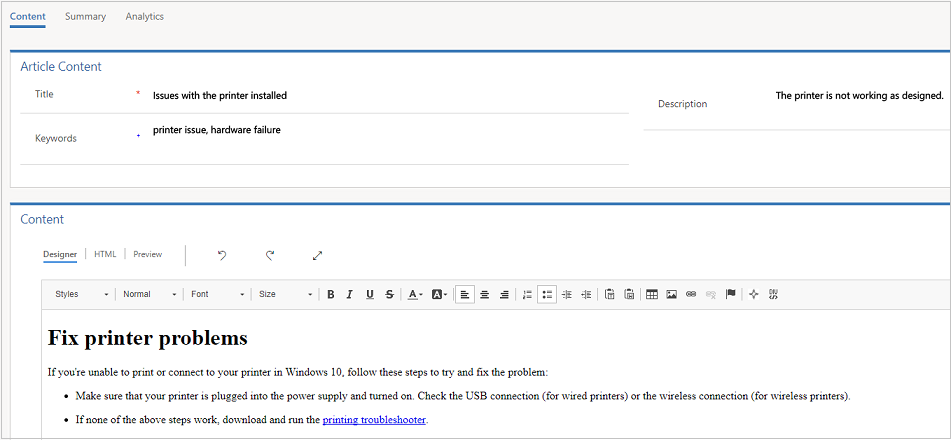 Content Summary Analytics
Article Content
Title * Issues with the printer installed
Description The printer is not working as designed.
Keywords + printer issue, hardware failure
Content
Designer HTML Preview
Styles Normal Font Size B I U S A A
Fix printer problems
If you're unable to print or connect to your printer in Windows 10, follow these steps to try and fix the problem:
• Make sure that your printer is plugged into the power supply and turned on. Check the USB connection (for wired printers) or the wireless connection (for wireless printers).
• If none of the above steps work, download and run the printing troubleshooter.